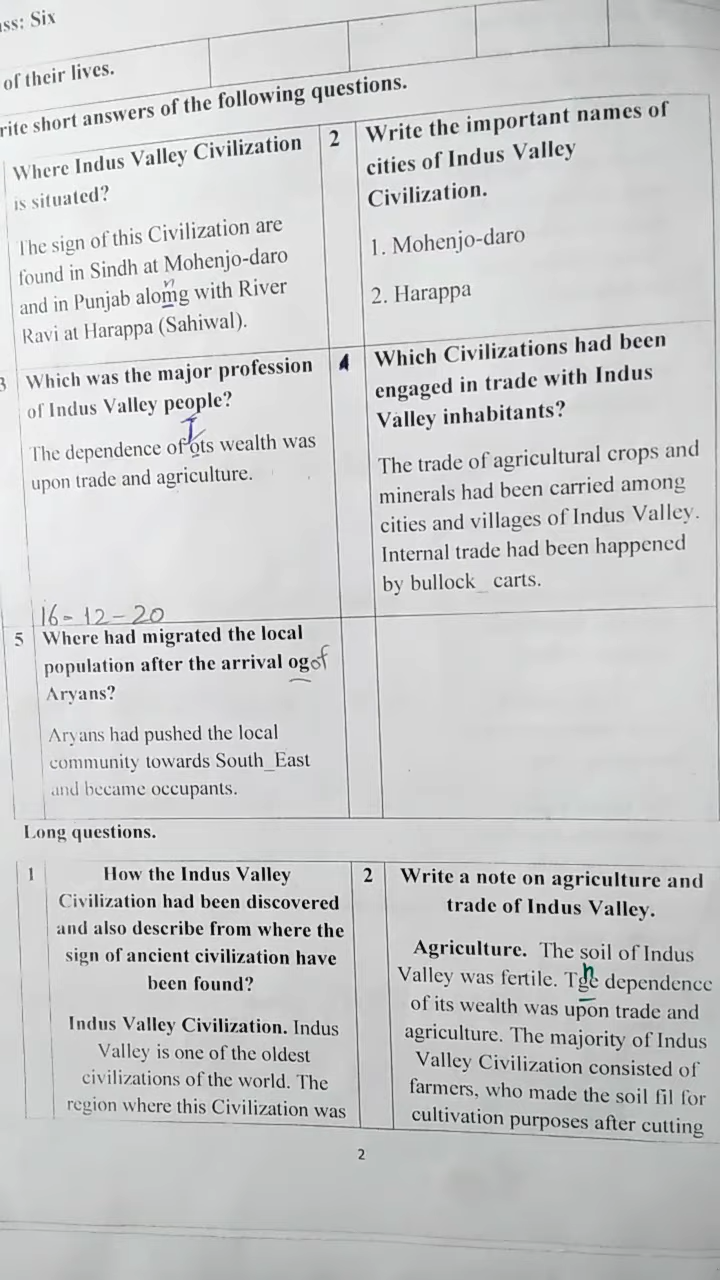 ss: Six
of their lives.
rite short answers of the following questions.
Where Indus Valley Civilization
is situated?
The sign of this Civilization are
found in Sindh at Mohenjo-daro
n
and in Punjab alomg with River
Ravi at Harappa (Sahiwal).
2 Write the important names of
cities of Indus Valley
Civilization.
1. Mohenjo-daro
2. Harappa
3 Which was the major profession
of Indus Valley people?
I
The dependence of ots wealth was
upon trade and agriculture.
4 Which Civilizations had been
engaged in trade with Indus
Valley inhabitants?
The trade of agricultural crops and
minerals had been carried among
cities and villages of Indus Valley.
Internal trade had been happened
by bullock_ carts.
16-12-20
5 Where had migrated the local
population after the arrival og of
Aryans?
Aryans had pushed the local
community towards South_East
and became occupants.
Long questions.
1 How the Indus Valley
Civilization had been discovered
and also describe from where the
sign of ancient civilization have
been found?
Indus Valley Civilization. Indus
Valley is one of the oldest
civilizations of the world. The
region where this Civilization was
2 Write a note on agriculture and
trade of Indus Valley.
Agriculture. The soil of Indus
h
Valley was fertile. Tge dependence
of its wealth was upon trade and
agriculture. The majority of Indus
Valley Civilization consisted of
farmers, who made the soil fil for
cultivation purposes after cutting
2